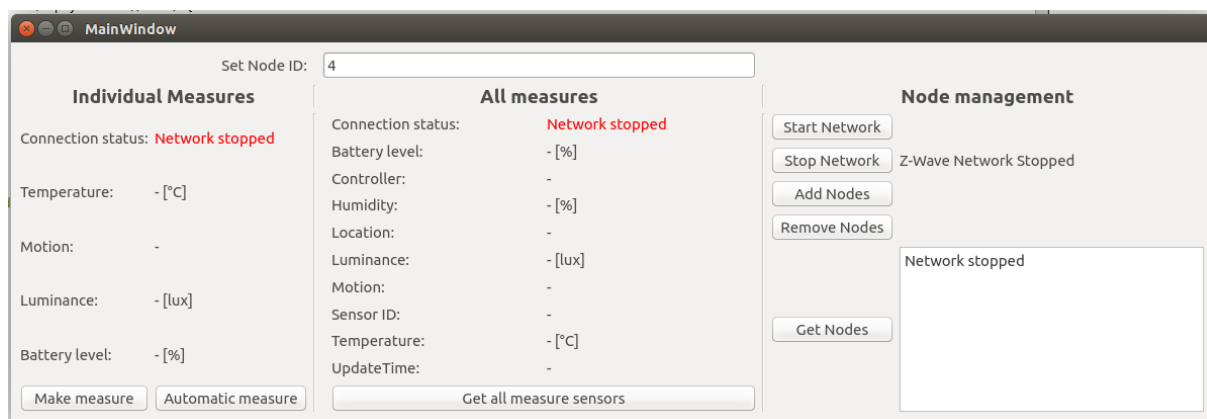 MainWindow
Set Node ID: 4
Individual Measures
Connection status: Network stopped
Temperature: - [°C]
Motion: -
Luminance: - [lux]
Battery level: - [%]
Make measure Automatic measure
All measures
Connection status: Network stopped
Battery level: - [%]
Controller: -
Humidity: - [%]
Location: -
Luminance: - [lux]
Motion: -
Sensor ID: -
Temperature: - [°C]
UpdateTime: -
Get all measure sensors
Node management
Start Network
Stop Network Z-Wave Network Stopped
Add Nodes
Remove Nodes
Get Nodes
Network stopped